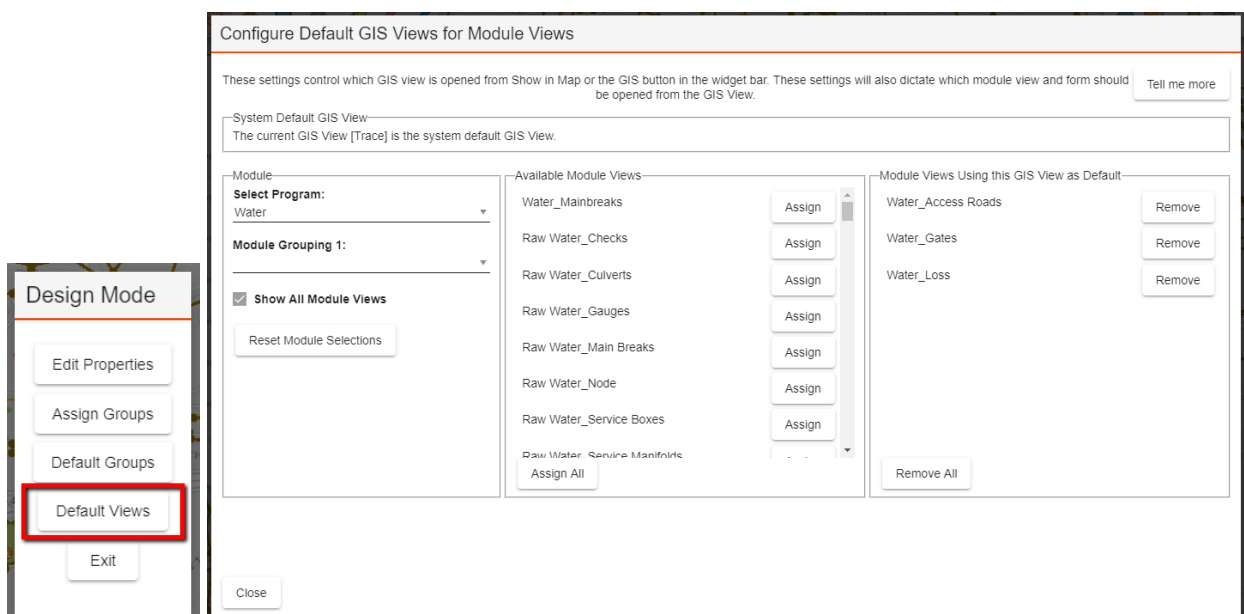 Design Mode
Edit Properties
Assign Groups
Default Groups
Default Views
Exit
Configure Default GIS Views for Module Views
These settings control which GIS view is opened from Show in Map or the GIS button in the widget bar. These settings will also dictate which module view and form should
be opened from the GIS View.
Tell me more
System Default GIS View
The current GIS View [Trace] is the system default GIS View.
Module
Select Program:
Water
Module Grouping 1:
Show All Module Views
Reset Module Selections
Available Module Views
Water_Mainbreaks Assign
Raw Water_Checks Assign
Raw Water_Culverts Assign
Raw Water_Gauges Assign
Raw Water_Main Breaks Assign
Raw Water_Node Assign
Raw Water_Service Boxes Assign
Raw Water_Service Manifolds
Assign All
Module Views Using this GIS View as Default
Water_Access Roads Remove
Water_Gates Remove
Water_Loss Remove
Remove All
Close